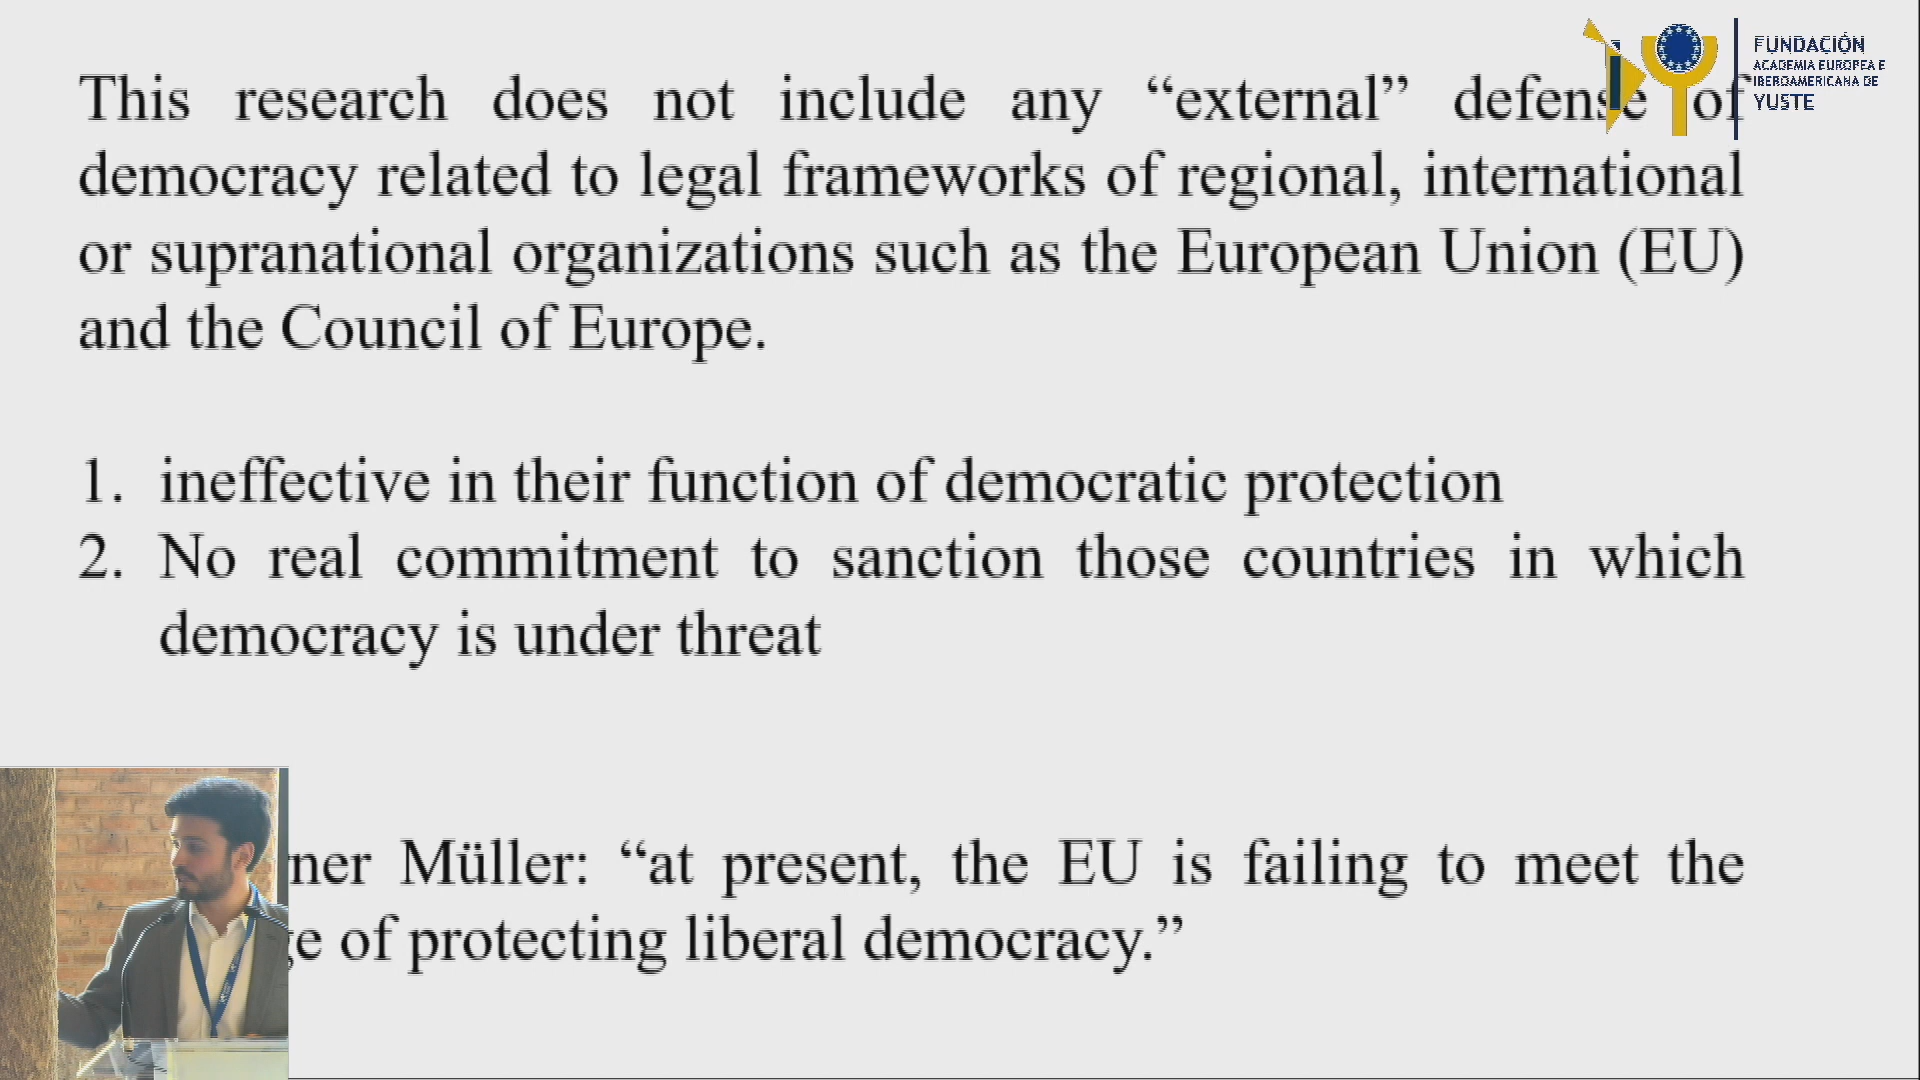 This research does not include any “external” defense of
democracy related to legal frameworks of regional, international
or supranational organizations such as the European Union (EU)
and the Council of Europe.
1. ineffective in their function of democratic protection
2. No real commitment to sanction those countries in which
democracy is under threat
ner Müller: “at present, the EU is failing to meet the
ge of protecting liberal democracy.”
FUNDACIÓN
ACADEMIA EUROPEA E
IBEROAMERICANA DE
YUSTE